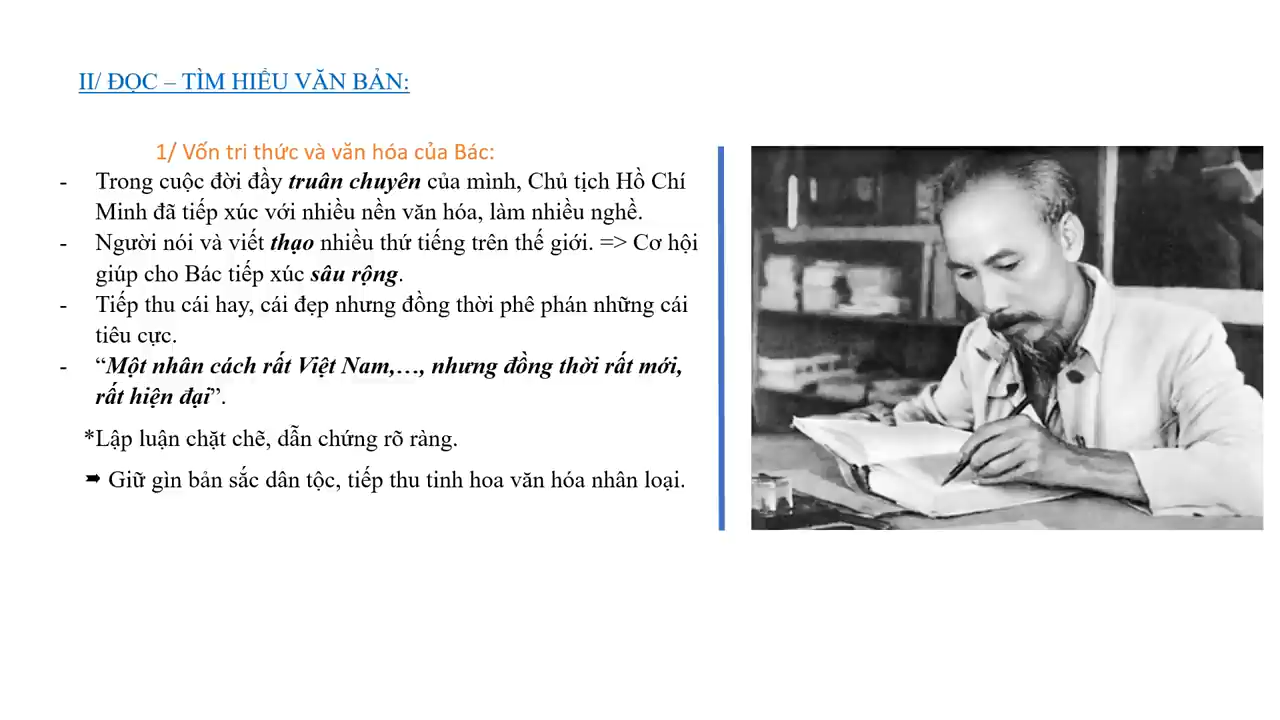 II/ ĐỌC – TÌM HIỂU VĂN BẢN:
1/ Vốn tri thức và văn hóa của Bác:
- Trong cuộc đời đầy truân chuyên của mình, Chủ tịch Hồ Chí
Minh đã tiếp xúc với nhiều nền văn hóa, làm nhiều nghề.
- Người nói và viết thạo nhiều thứ tiếng trên thế giới. => Cơ hội
giúp cho Bác tiếp xúc sâu rộng.
- Tiếp thu cái hay, cái đẹp nhưng đồng thời phê phán những cái
tiêu cực.
- “Một nhân cách rất Việt Nam,…, nhưng đồng thời rất mới,
rất hiện đại”.
*Lập luận chặt chẽ, dẫn chứng rõ ràng.
➨ Giữ gìn bản sắc dân tộc, tiếp thu tinh hoa văn hóa nhân loại.